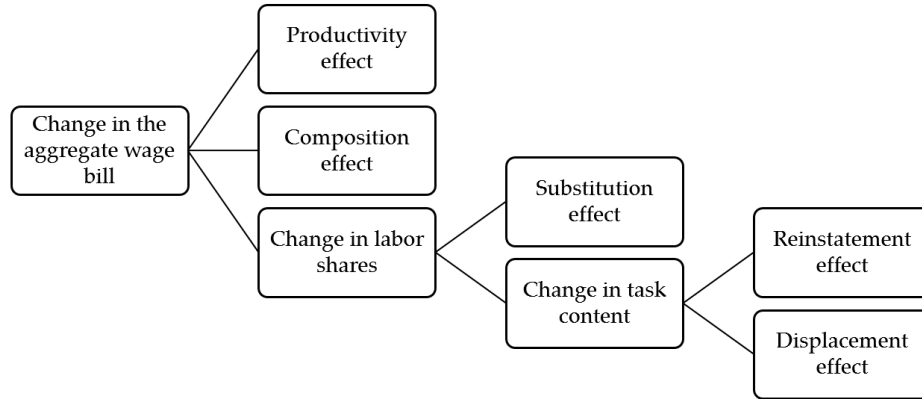 Productivity
effect
Change in the
aggregate wage
bill
Composition
effect
Change in labor
shares
Substitution
effect
Change in task
content
Reinstatement
effect
Displacement
effect